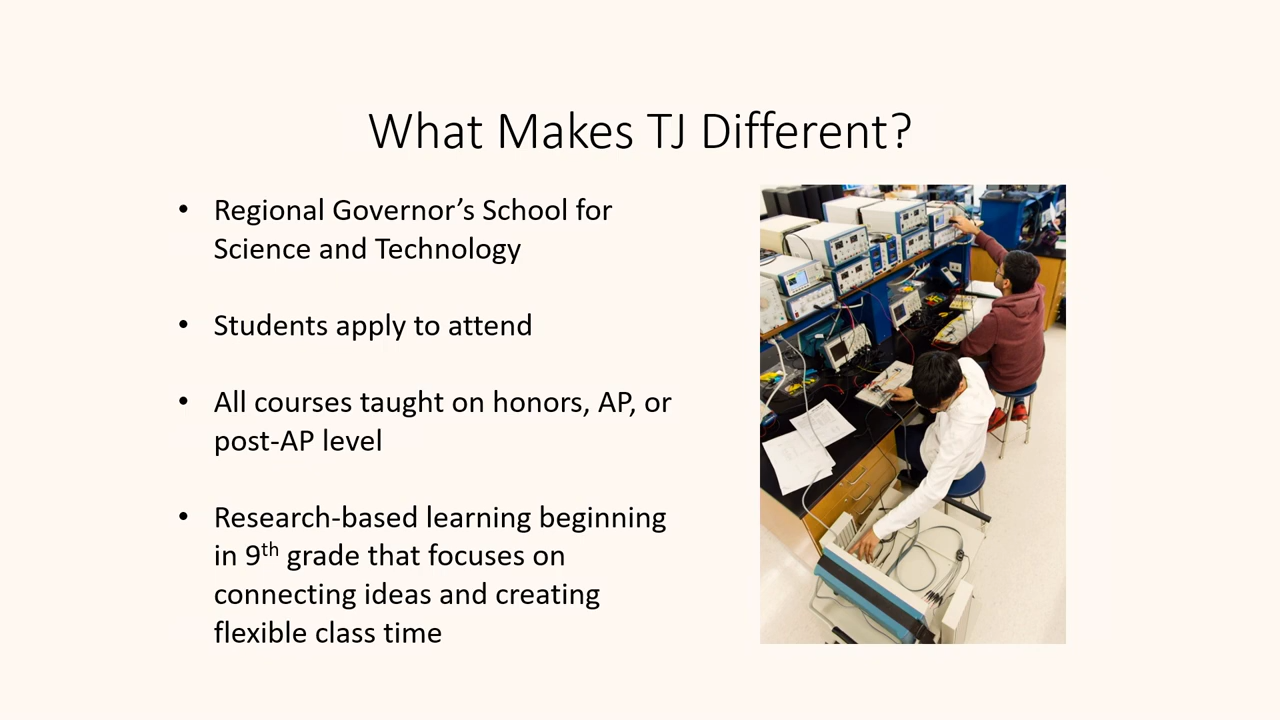 What Makes TJ Different?
• Regional Governor’s School for
Science and Technology
• Students apply to attend
• All courses taught on honors, AP, or
post-AP level
• Research-based learning beginning
in 9th grade that focuses on
connecting ideas and creating
flexible class time